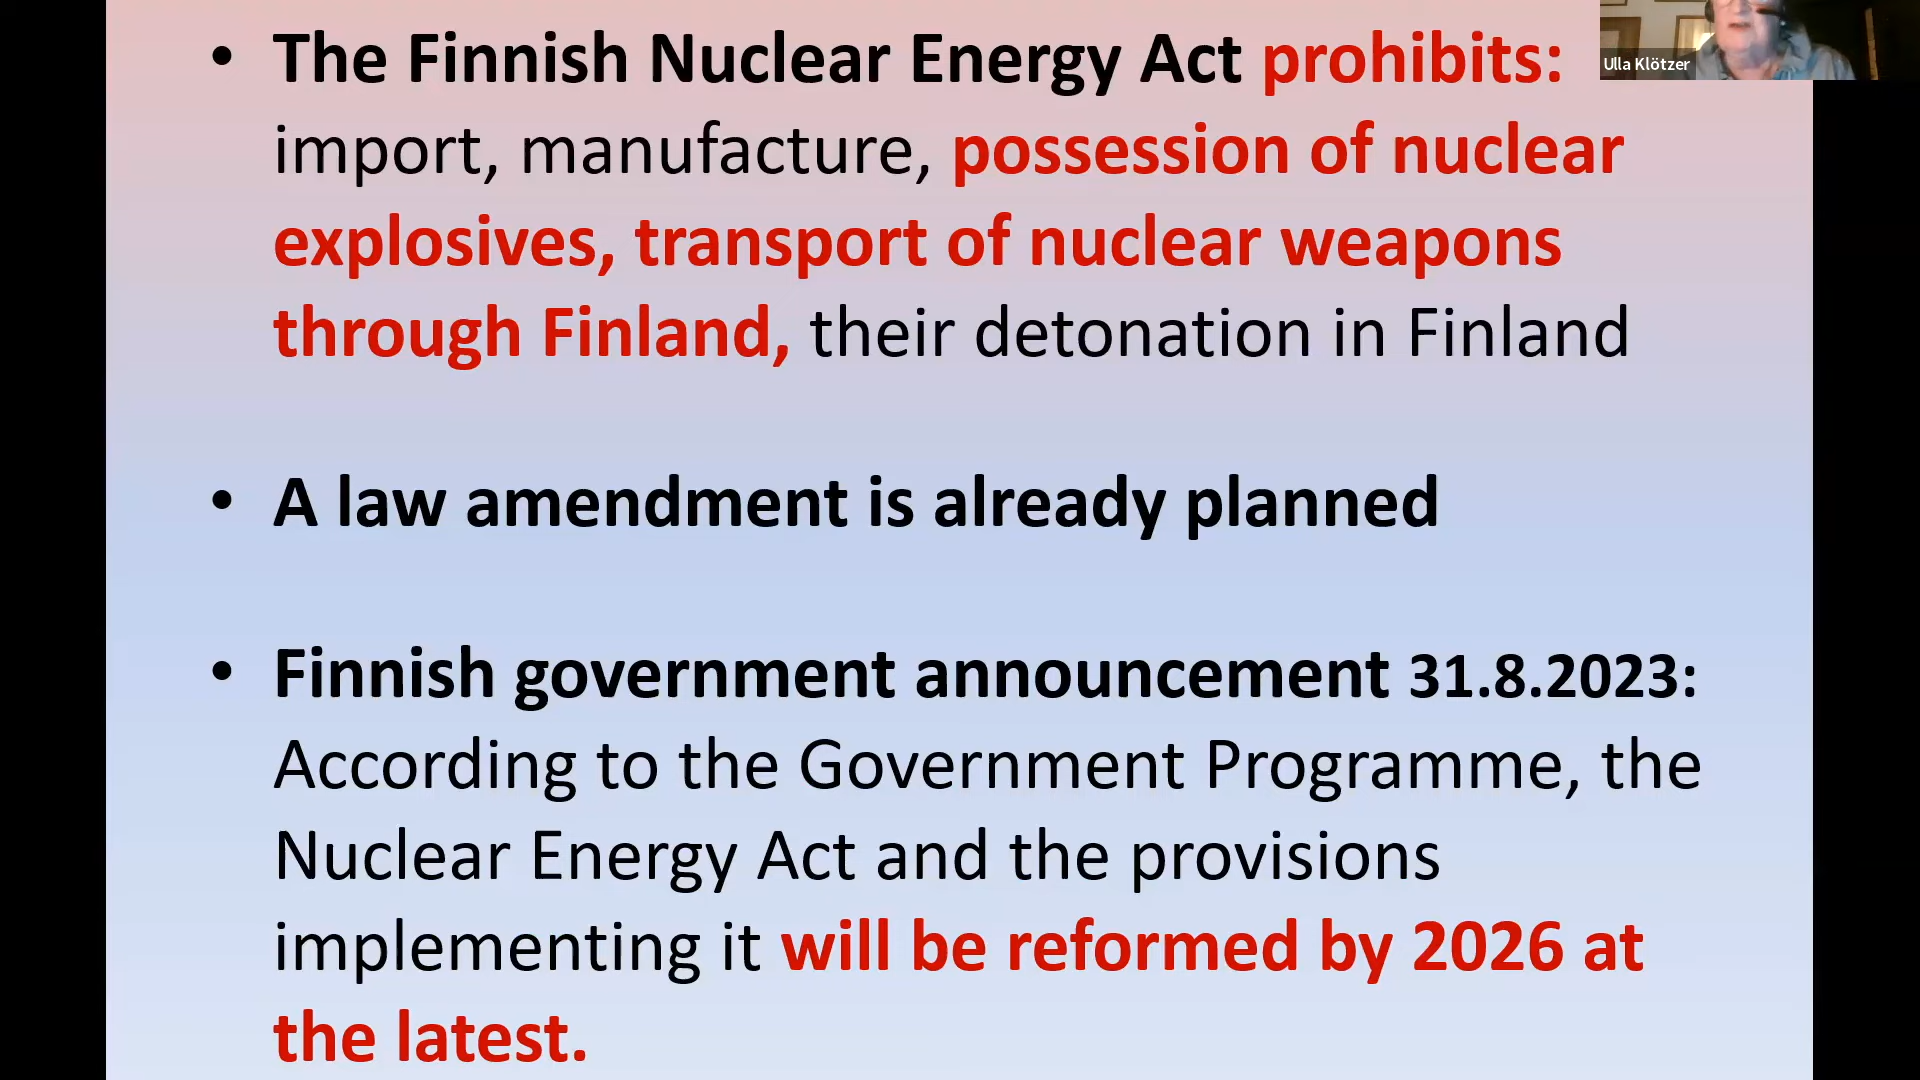 • The Finnish Nuclear Energy Act prohibits:
import, manufacture, possession of nuclear
explosives, transport of nuclear weapons
through Finland, their detonation in Finland
• A law amendment is already planned
• Finnish government announcement 31.8.2023:
According to the Government Programme, the
Nuclear Energy Act and the provisions
implementing it will be reformed by 2026 at
the latest.
Ulla Klötzer